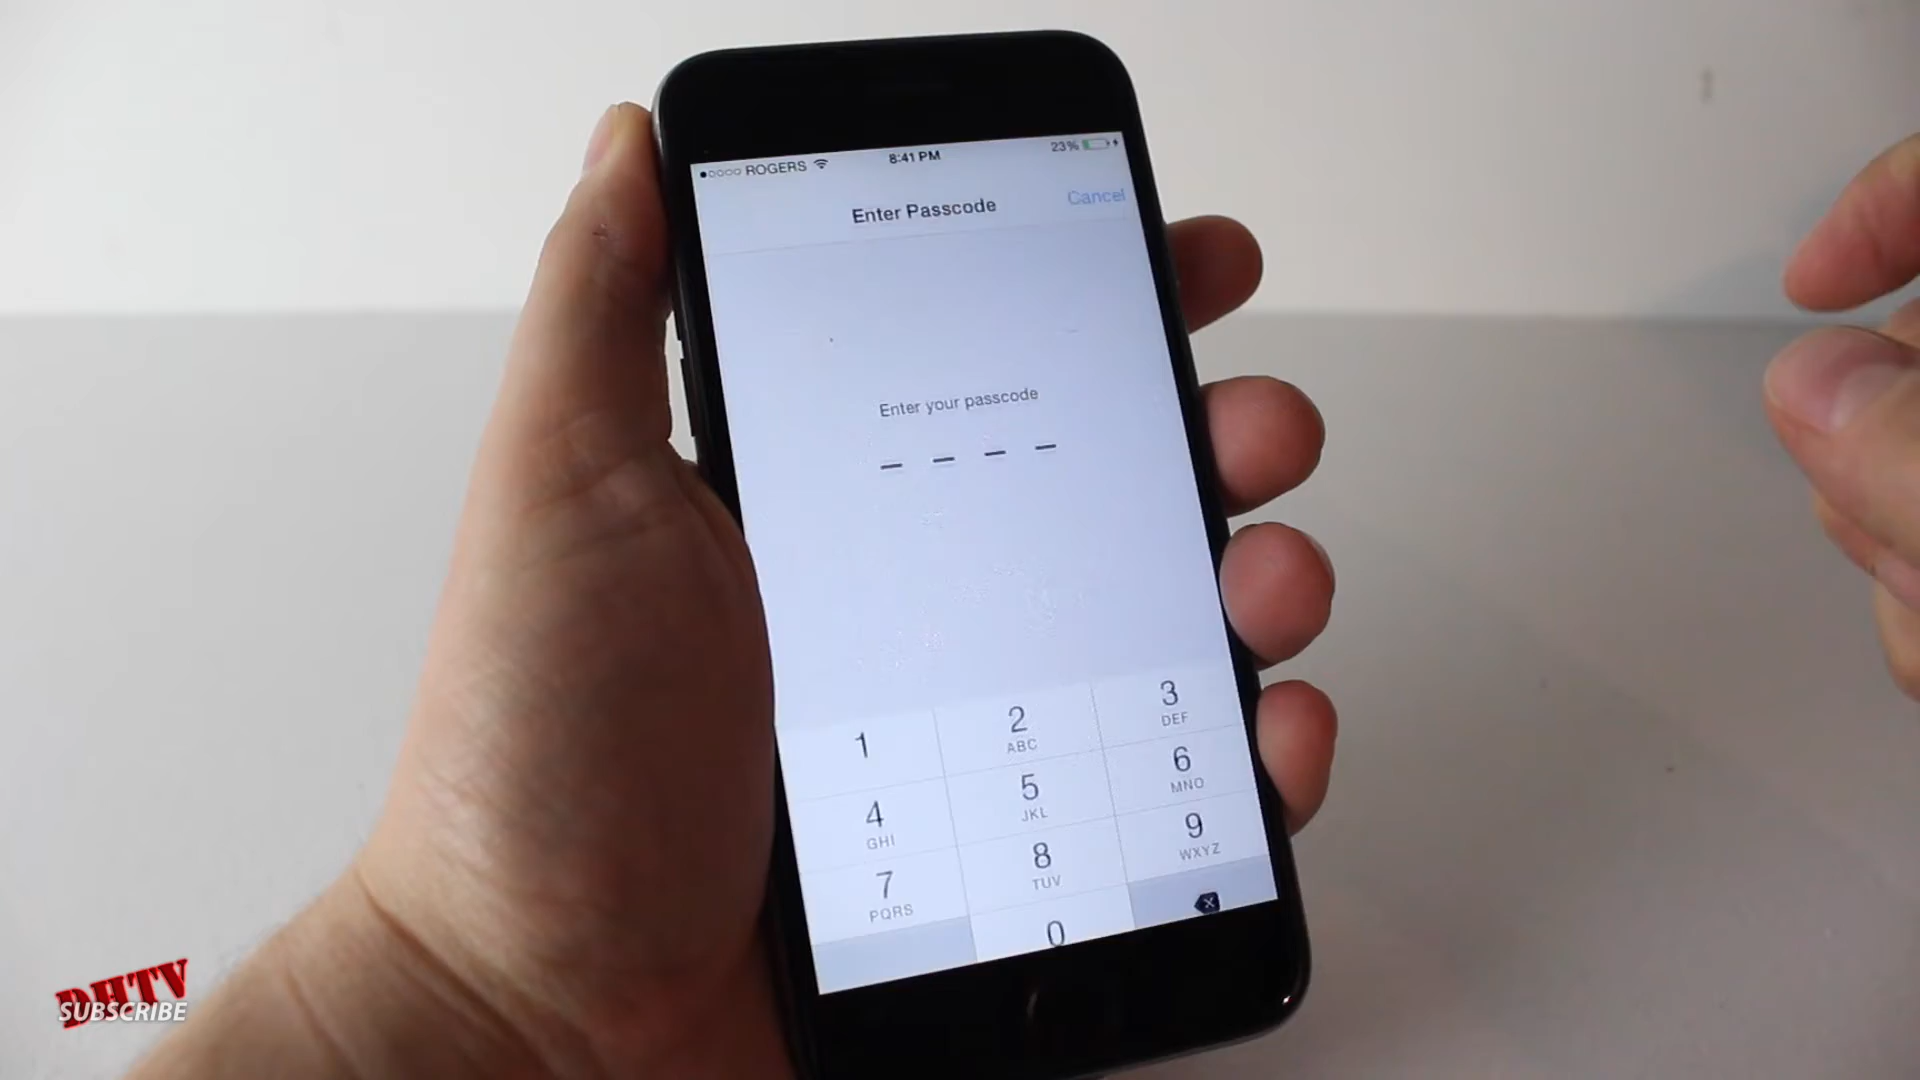 ROGERS 8:41 PM 23%
Enter Passcode Cancel
Enter your passcode
1 2 ABC 3 DEF
4 GHI 5 JKL 6 MNO
7 PQRS 8 TUV 9 WXYZ
0
DHTV
SUBSCRIBE